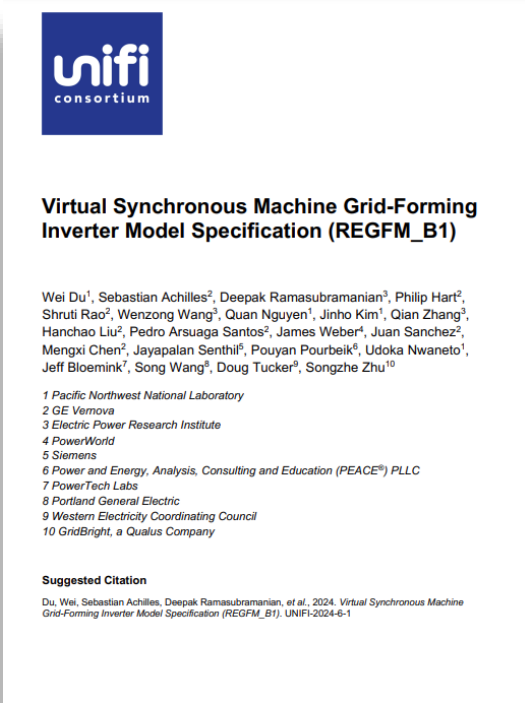 unifi
consortium
Virtual Synchronous Machine Grid-Forming
Inverter Model Specification (REGFM_B1)
Wei Du¹, Sebastian Achilles², Deepak Ramasubramanian³, Philip Hart²,
Shruti Rao², Wenzong Wang³, Quan Nguyen¹, Jinho Kim¹, Qian Zhang³,
Hanchao Liu², Pedro Arsuaga Santos², James Weber⁴, Juan Sanchez²,
Mengxi Chen², Jayapalan Senthil⁵, Pouyan Pourbeik⁶, Udoka Nwaneto¹,
Jeff Bloemink⁷, Song Wang⁸, Doug Tucker⁹, Songzhe Zhu¹⁰
1 Pacific Northwest National Laboratory
2 GE Vernova
3 Electric Power Research Institute
4 PowerWorld
5 Siemens
6 Power and Energy, Analysis, Consulting and Education (PEACE®) PLLC
7 PowerTech Labs
8 Portland General Electric
9 Western Electricity Coordinating Council
10 GridBright, a Qualus Company
Suggested Citation
Du, Wei, Sebastian Achilles, Deepak Ramasubramanian, et al., 2024. Virtual Synchronous Machine
Grid-Forming Inverter Model Specification (REGFM_B1). UNIFI-2024-6-1